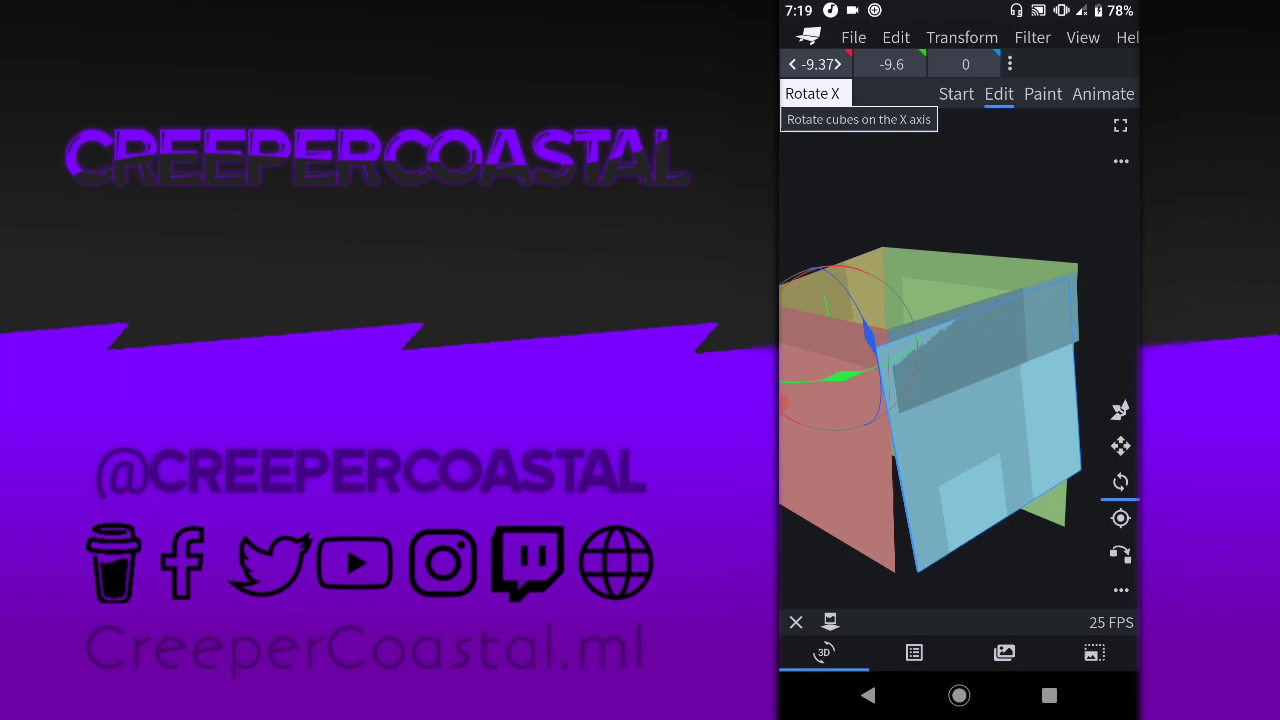 CREEPERCOASTAL
@CREEPERCOASTAL
CreeperCoastal.ml
7:19
78%
File Edit Transform Filter View Hel
-9.37 -9.6 0
Rotate X
Start Edit Paint Animate
Rotate cubes on the X axis
25 FPS
3D